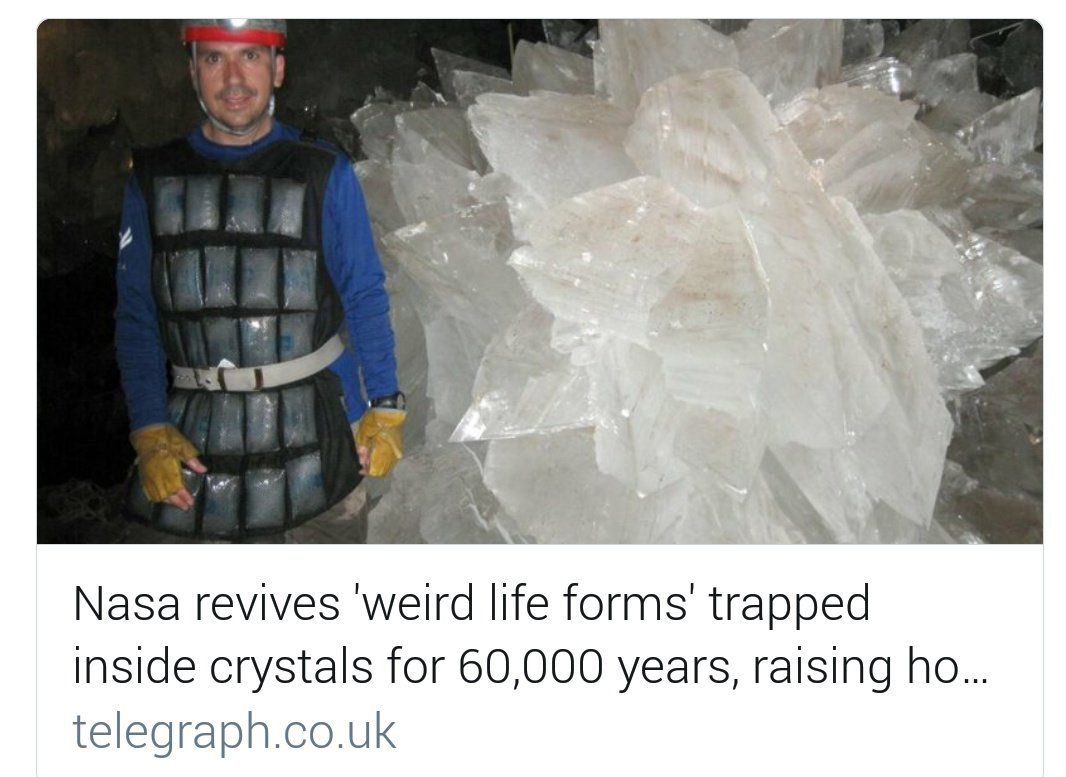 Nasa revives 'weird life forms' trapped
inside crystals for 60,000 years, raising ho...
telegraph.co.uk